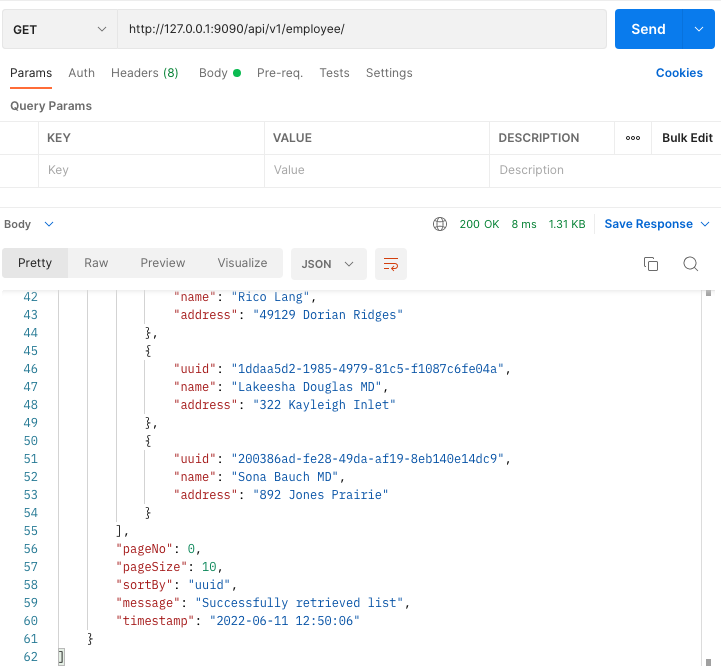 GET http://127.0.0.1:9090/api/v1/employee/ Send
Params Auth Headers (8) Body Pre-req. Tests Settings Cookies
Query Params
KEY VALUE DESCRIPTION ooo Bulk Edit
Key Value Description
Body 200 OK 8 ms 1.31 KB Save Response
Pretty Raw Preview Visualize JSON
42 "name": "Rico Lang",
43 "address": "49129 Dorian Ridges"
44 },
45 {
46 "uuid": "1ddaa5d2-1985-4979-81c5-f1087c6fe04a",
47 "name": "Lakeesha Douglas MD",
48 "address": "322 Kayleigh Inlet"
49 },
50 {
51 "uuid": "200386ad-fe28-49da-af19-8eb140e14dc9",
52 "name": "Sona Bauch MD",
53 "address": "892 Jones Prairie"
54 }
55 ],
56 "pageNo": 0,
57 "pageSize": 10,
58 "sortBy": "uuid",
59 "message": "Successfully retrieved list",
60 "timestamp": "2022-06-11 12:50:06"
61 }
62 ]